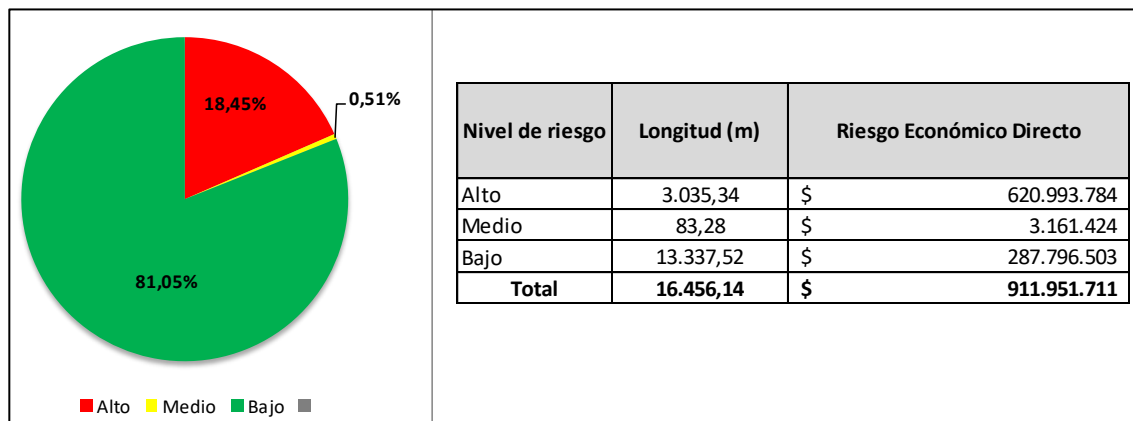 18,45%
0,51%
81,05%
Alto Medio Bajo
Nivel de riesgo Longitud (m) Riesgo Económico Directo
Alto 3.035,34 $ 620.993.784
Medio 83,28 $ 3.161.424
Bajo 13.337,52 $ 287.796.503
Total 16.456,14 $ 911.951.711